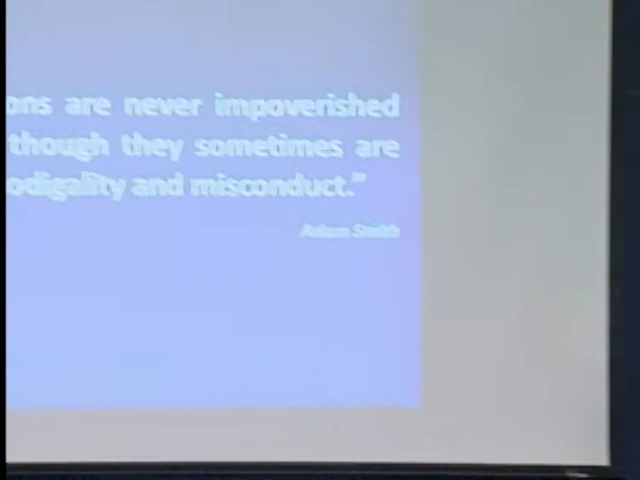 ons are never impoverished
though they sometimes are
odigality and misconduct.”
Adam Smith